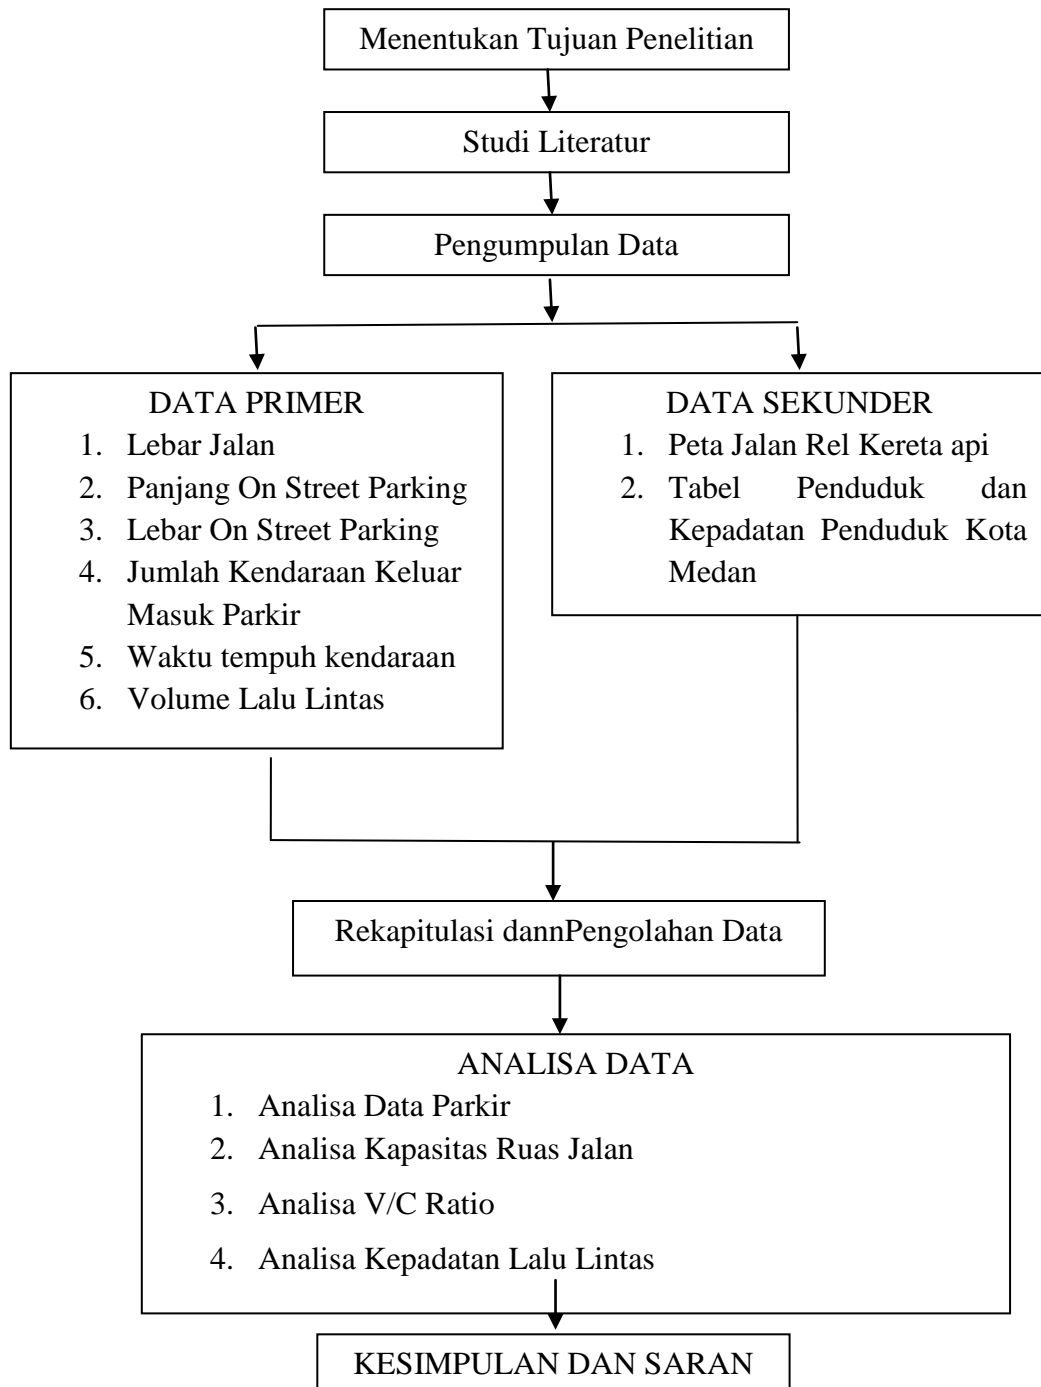 Menentukan Tujuan Penelitian
Studi Literatur
Pengumpulan Data
DATA PRIMER
1. Lebar Jalan
2. Panjang On Street Parking
3. Lebar On Street Parking
4. Jumlah Kendaraan Keluar
Masuk Parkir
5. Waktu tempuh kendaraan
6. Volume Lalu Lintas
DATA SEKUNDER
1. Peta Jalan Rel Kereta api
2. Tabel Penduduk dan
Kepadatan Penduduk Kota
Medan
Rekapitulasi dannPengolahan Data
ANALISA DATA
1. Analisa Data Parkir
2. Analisa Kapasitas Ruas Jalan
3. Analisa V/C Ratio
4. Analisa Kepadatan Lalu Lintas
KESIMPULAN DAN SARAN